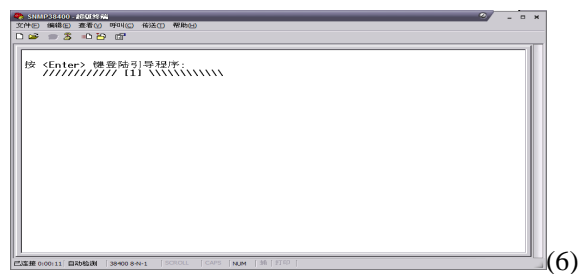 SNMP38400 - 超级终端
文件(F) 编辑(E) 查看(V) 呼叫(C) 传送(T) 帮助(H)
按 <Enter> 键登陆引导程序:
//////////// [1] \\\\\\\\\\\\
已连接 0:00:11 自动检测 38400 8-N-1 SCROLL CAPS NUM 捕 打印
(6)